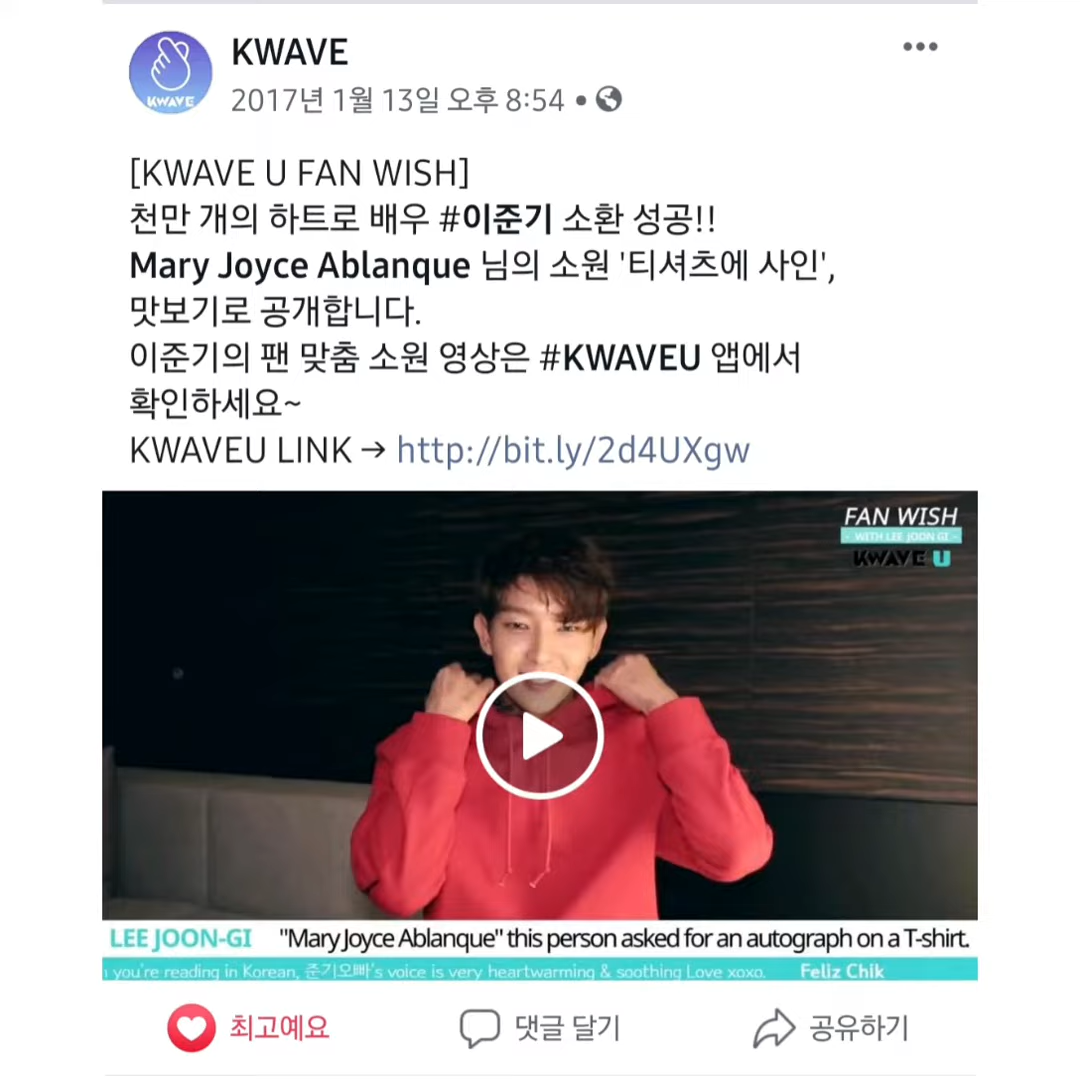 KWAVE
KWAVE
2017년 1월 13일 오후 8:54
[KWAVE U FAN WISH]
천만 개의 하트로 배우 #이준기 소환 성공!!
Mary Joyce Ablanque 님의 소원 '티셔츠에 사인',
맛보기로 공개합니다.
이준기의 팬 맞춤 소원 영상은 #KWAVEU 앱에서
확인하세요~
KWAVEU LINK → http://bit.ly/2d4UXgw
FAN WISH
- WITH LEE JOON GI -
KWAVE U
LEE JOON-GI "Mary Joyce Ablanque" this person asked for an autograph on a T-shirt.
you're reading in Korean, 준기오빠's voice is very heartwarming & soothing Love xoxo. Feliz Chik
최고예요 댓글 달기 공유하기